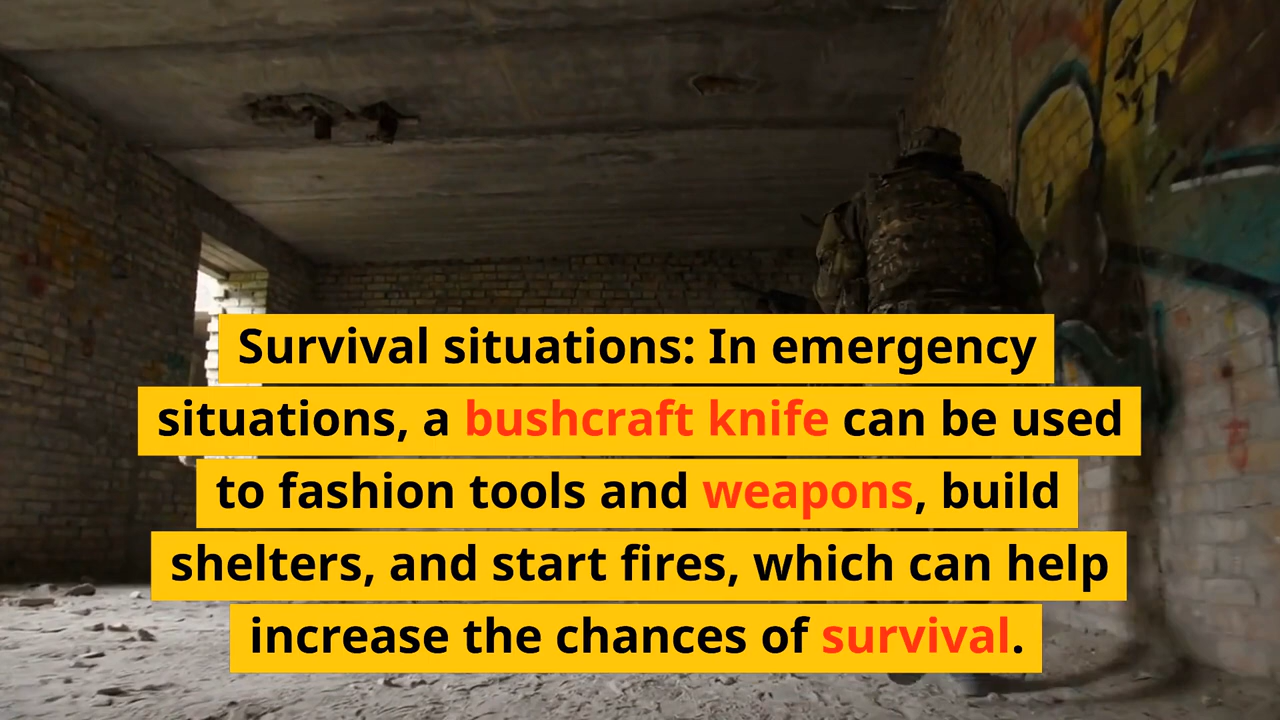 Survival situations: In emergency
situations, a bushcraft knife can be used
to fashion tools and weapons, build
shelters, and start fires, which can help
increase the chances of survival.